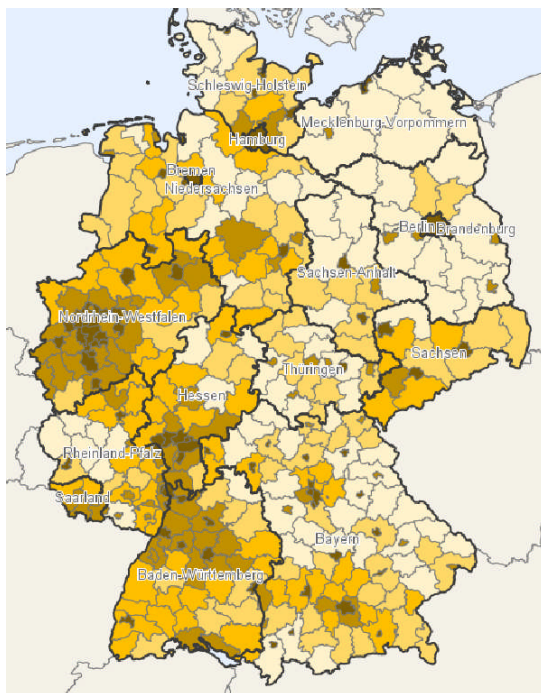 Schleswig-Holstein
Mecklenburg-Vorpommern
Hamburg
Bremen
Niedersachsen
Berlin
Brandenburg
Sachsen-Anhalt
Nordrhein-Westfalen
Sachsen
Thüringen
Hessen
Rheinland-Pfalz
Saarland
Bayern
Baden-Württemberg